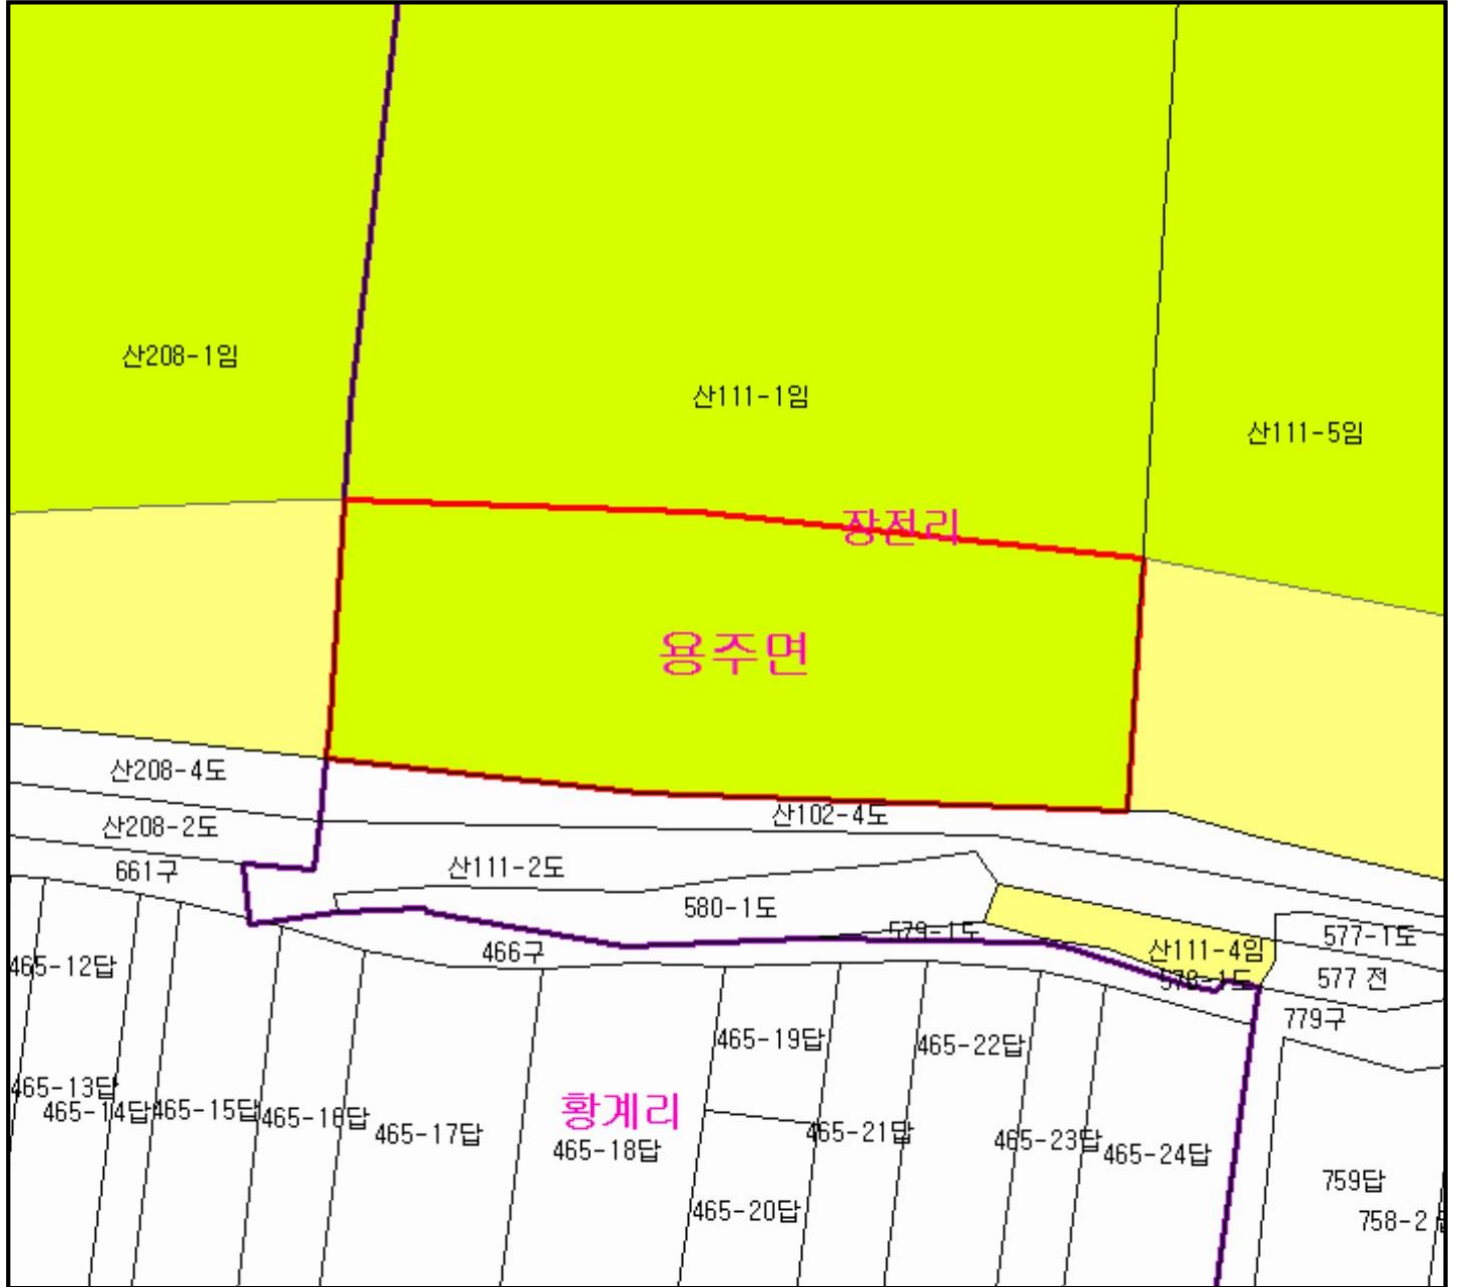 산208-1임
산111-1임
산111-5임
장전리
용주면
산208-4도
산102-4도
산208-2도
661구
산111-2도
580-1도
579-1도
577-1도
466구
산111-4임
465-12답
578-1도
577 전
779구
465-19답
465-22답
465-13답
465-14답
465-15답
465-16답
황계리
465-17답
465-21답
465-23답
465-18답
465-24답
759답
465-20답
758-2